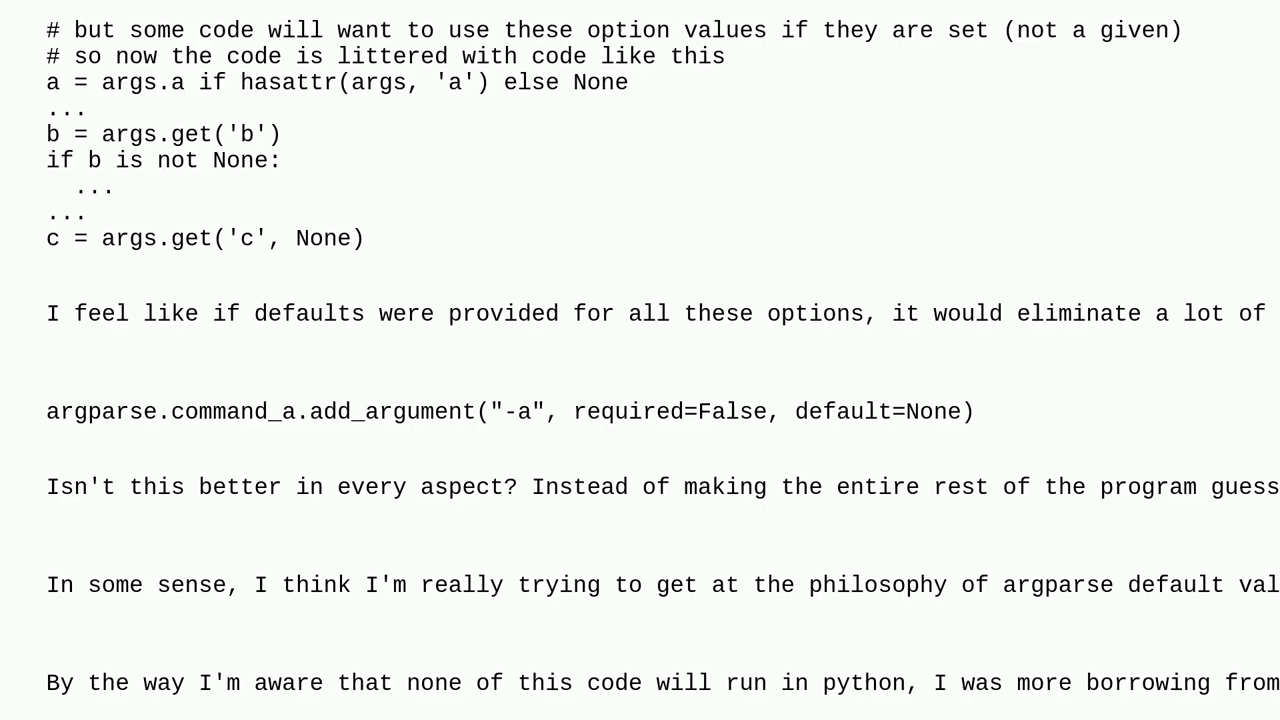 # but some code will want to use these option values if they are set (not a given)
# so now the code is littered with code like this
a = args.a if hasattr(args, 'a') else None
...
b = args.get('b')
if b is not None:
  ...
...
c = args.get('c', None)
I feel like if defaults were provided for all these options, it would eliminate a lot of
argparse.command_a.add_argument("-a", required=False, default=None)
Isn't this better in every aspect? Instead of making the entire rest of the program guess
In some sense, I think I'm really trying to get at the philosophy of argparse default val
By the way I'm aware that none of this code will run in python, I was more borrowing from